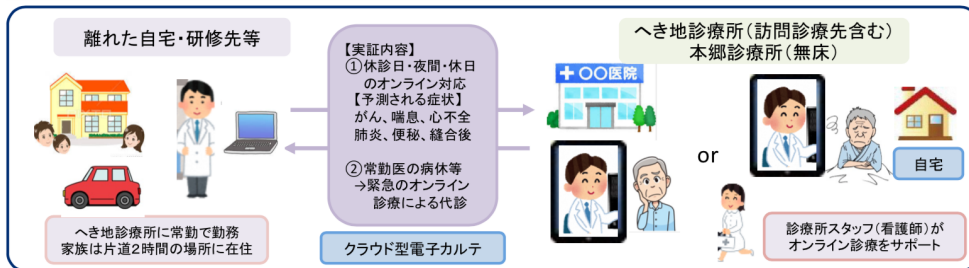 離れた自宅・研修先等
へき地診療所に常勤で勤務
家族は片道2時間の場所に在住
【実証内容】
①休診日・夜間・休日
のオンライン対応
【予測される症状】
がん、喘息、心不全
肺炎、便秘、縫合後
②常勤医の病休等
→緊急のオンライン
診療による代診
クラウド型電子カルテ
へき地診療所(訪問診療先含む)
本郷診療所(無床)
〇〇医院
or
自宅
診療所スタッフ(看護師)が
オンライン診療をサポート